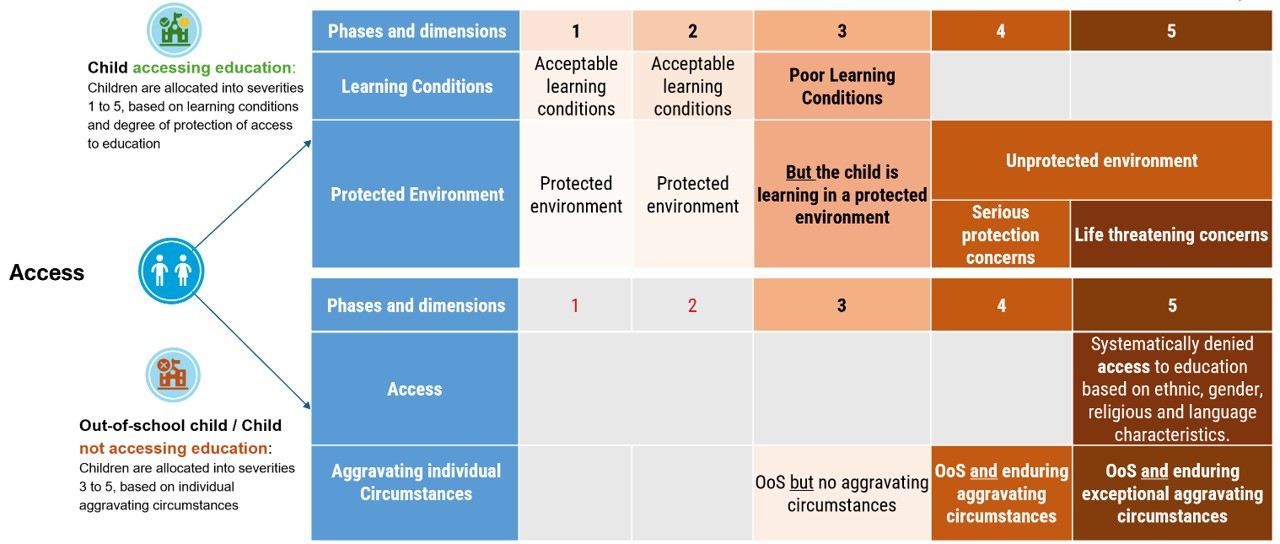 Phases and dimensions 1 2 3 4 5
Child accessing education:
Children are allocated into severities
1 to 5, based on learning conditions
and degree of protection of access
to education
Learning Conditions
Acceptable
learning
conditions
Acceptable
learning
conditions
Poor Learning
Conditions
Protected Environment
Protected
environment
Protected
environment
But the child is
learning in a protected
environment
Unprotected environment
Serious
protection
concerns
Life threatening concerns
Access
Phases and dimensions 1 2 3 4 5
Out-of-school child / Child
not accessing education:
Children are allocated into severities
3 to 5, based on individual
aggravating circumstances
Access
Systematically denied
access to education
based on ethnic, gender,
religious and language
characteristics.
Aggravating individual
Circumstances
OoS but no aggravating
circumstances
OoS and enduring
aggravating
circumstances
OoS and enduring
exceptional aggravating
circumstances